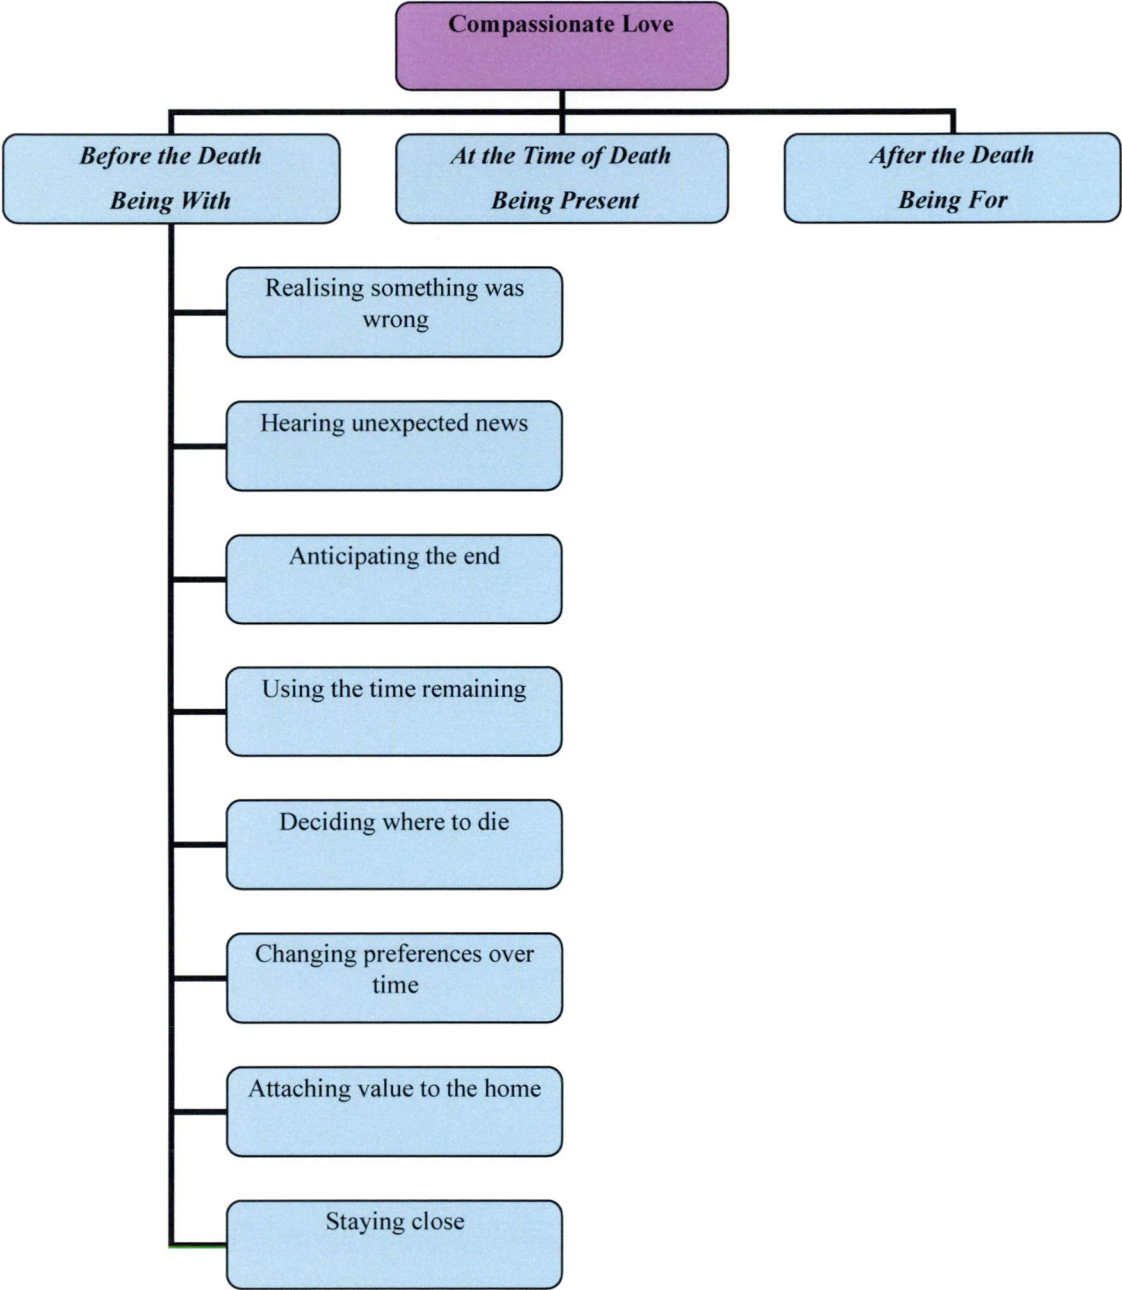 Compassionate Love
Before the Death
Being With
At the Time of Death
Being Present
After the Death
Being For
Realising something was
wrong
Hearing unexpected news
Anticipating the end
Using the time remaining
Deciding where to die
Changing preferences over
time
Attaching value to the home
Staying close